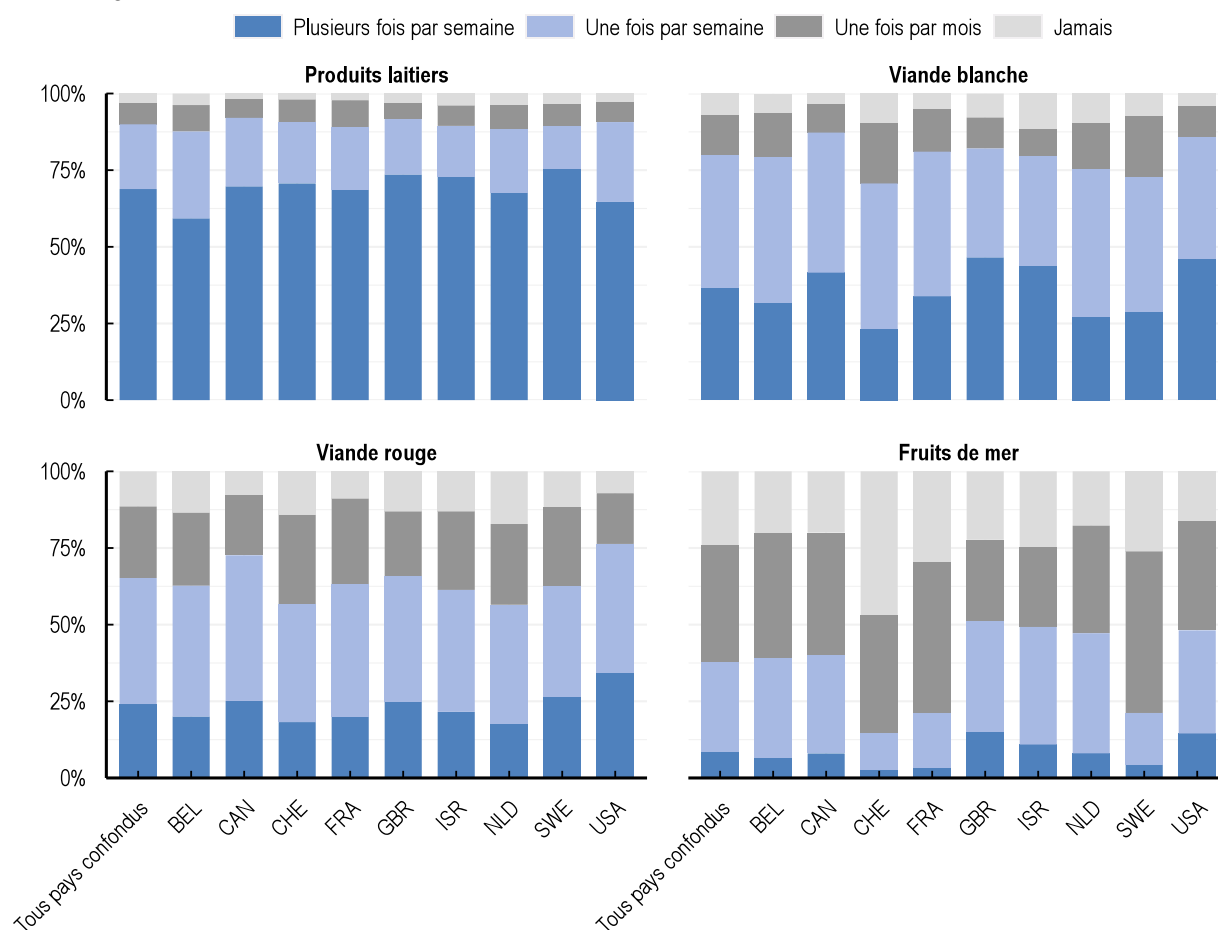 Plusieurs fois par semaine Une fois par semaine Une fois par mois Jamais
Produits laitiers Viande blanche
100%
75%
50%
25%
0%
Viande rouge Fruits de mer
100%
75%
50%
25%
0%
Tous pays confondus BEL CAN CHE FRA GBR ISR NLD SWE USA
Tous pays confondus BEL CAN CHE FRA GBR ISR NLD SWE USA